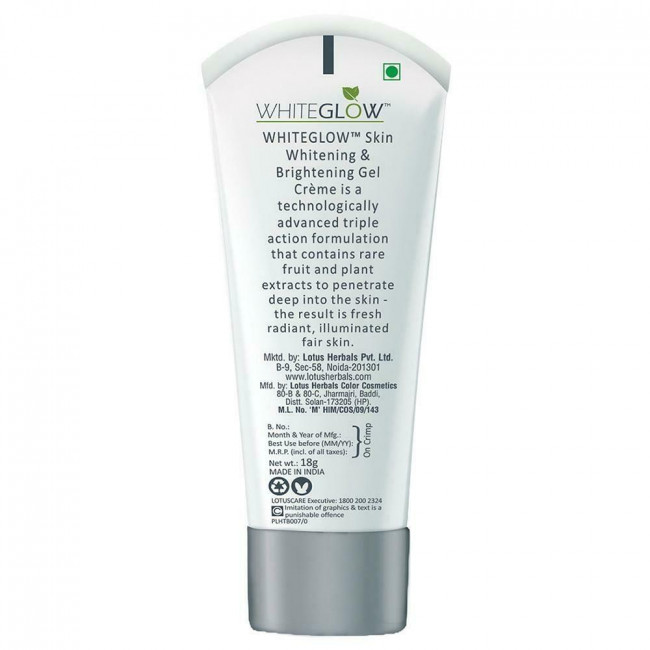 WHITEGLOW™
WHITEGLOW™ Skin
Whitening &
Brightening Gel
Crème is a
technologically
advanced triple
action formulation
that contains rare
fruit and plant
extracts to penetrate
deep into the skin -
the result is fresh
radiant, illuminated
fair skin.
Mktd. by: Lotus Herbals Pvt. Ltd.
B-9, Sec-58, Noida-201301
www.lotusherbals.com
Mfd. by: Lotus Herbals Color Cosmetics
80-B & 80-C, Jharmajri, Baddi,
Distt. Solan-173205 (HP).
M.L. No. 'M' HIM/COS/09/143
B. No.:
Month & Year of Mfg.:
Best Use before (MM/YY):
M.R.P. (incl. of all taxes):
On Crimp
Net wt.: 18g
MADE IN INDIA
LOTUSCARE Executive: 1800 200 2324
C Imitation of graphics & text is a
punishable offence
PLHTB007/0